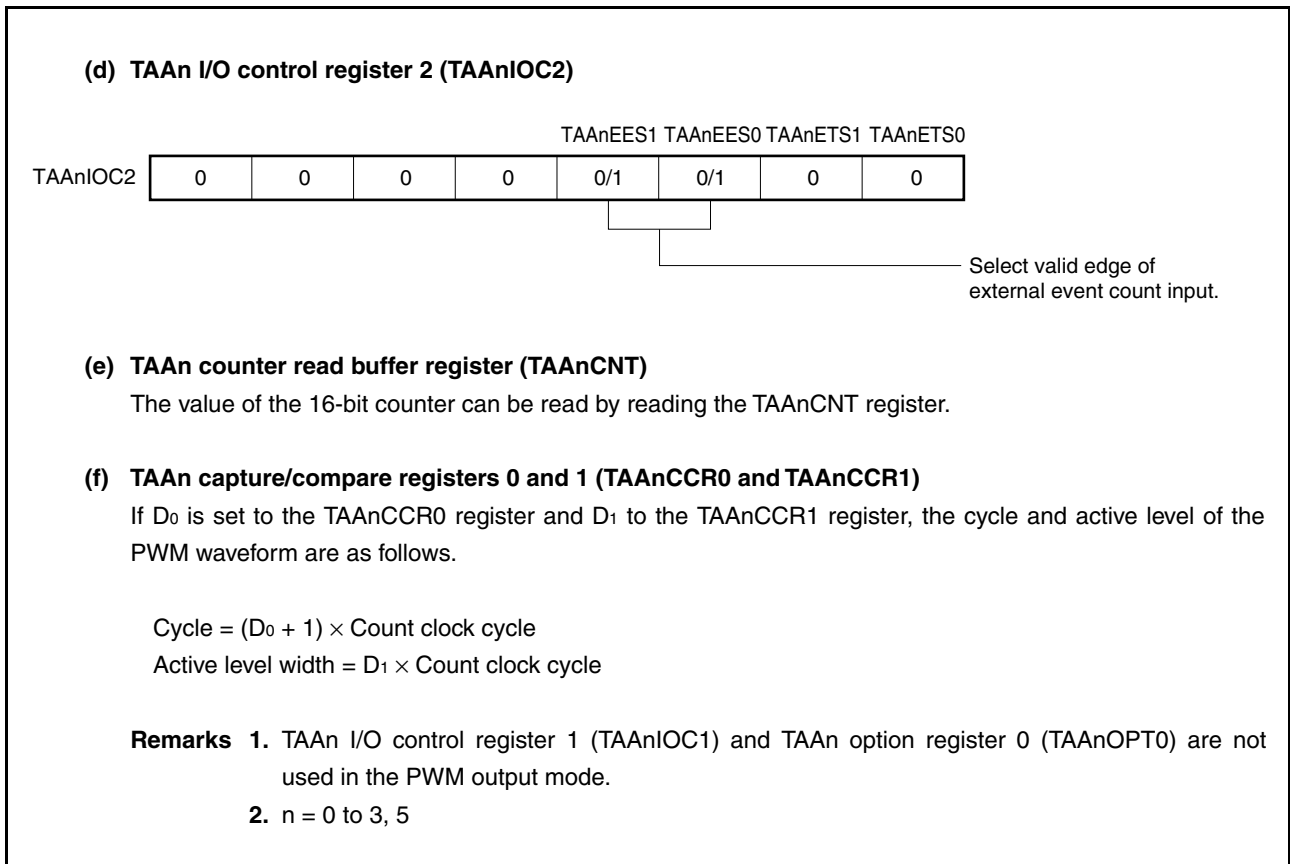 (d) TAAn I/O control register 2 (TAAnIOC2)
TAAnEES1 TAAnEES0 TAAnETS1 TAAnETS0
TAAnIOC2 0 0 0 0 0/1 0/1 0 0
Select valid edge of
external event count input.
(e) TAAn counter read buffer register (TAAnCNT)
The value of the 16-bit counter can be read by reading the TAAnCNT register.
(f) TAAn capture/compare registers 0 and 1 (TAAnCCR0 and TAAnCCR1)
If D0 is set to the TAAnCCR0 register and D1 to the TAAnCCR1 register, the cycle and active level of the
PWM waveform are as follows.
Cycle = (D0 + 1) × Count clock cycle
Active level width = D1 × Count clock cycle
Remarks 1. TAAn I/O control register 1 (TAAnIOC1) and TAAn option register 0 (TAAnOPT0) are not
used in the PWM output mode.
2. n = 0 to 3, 5